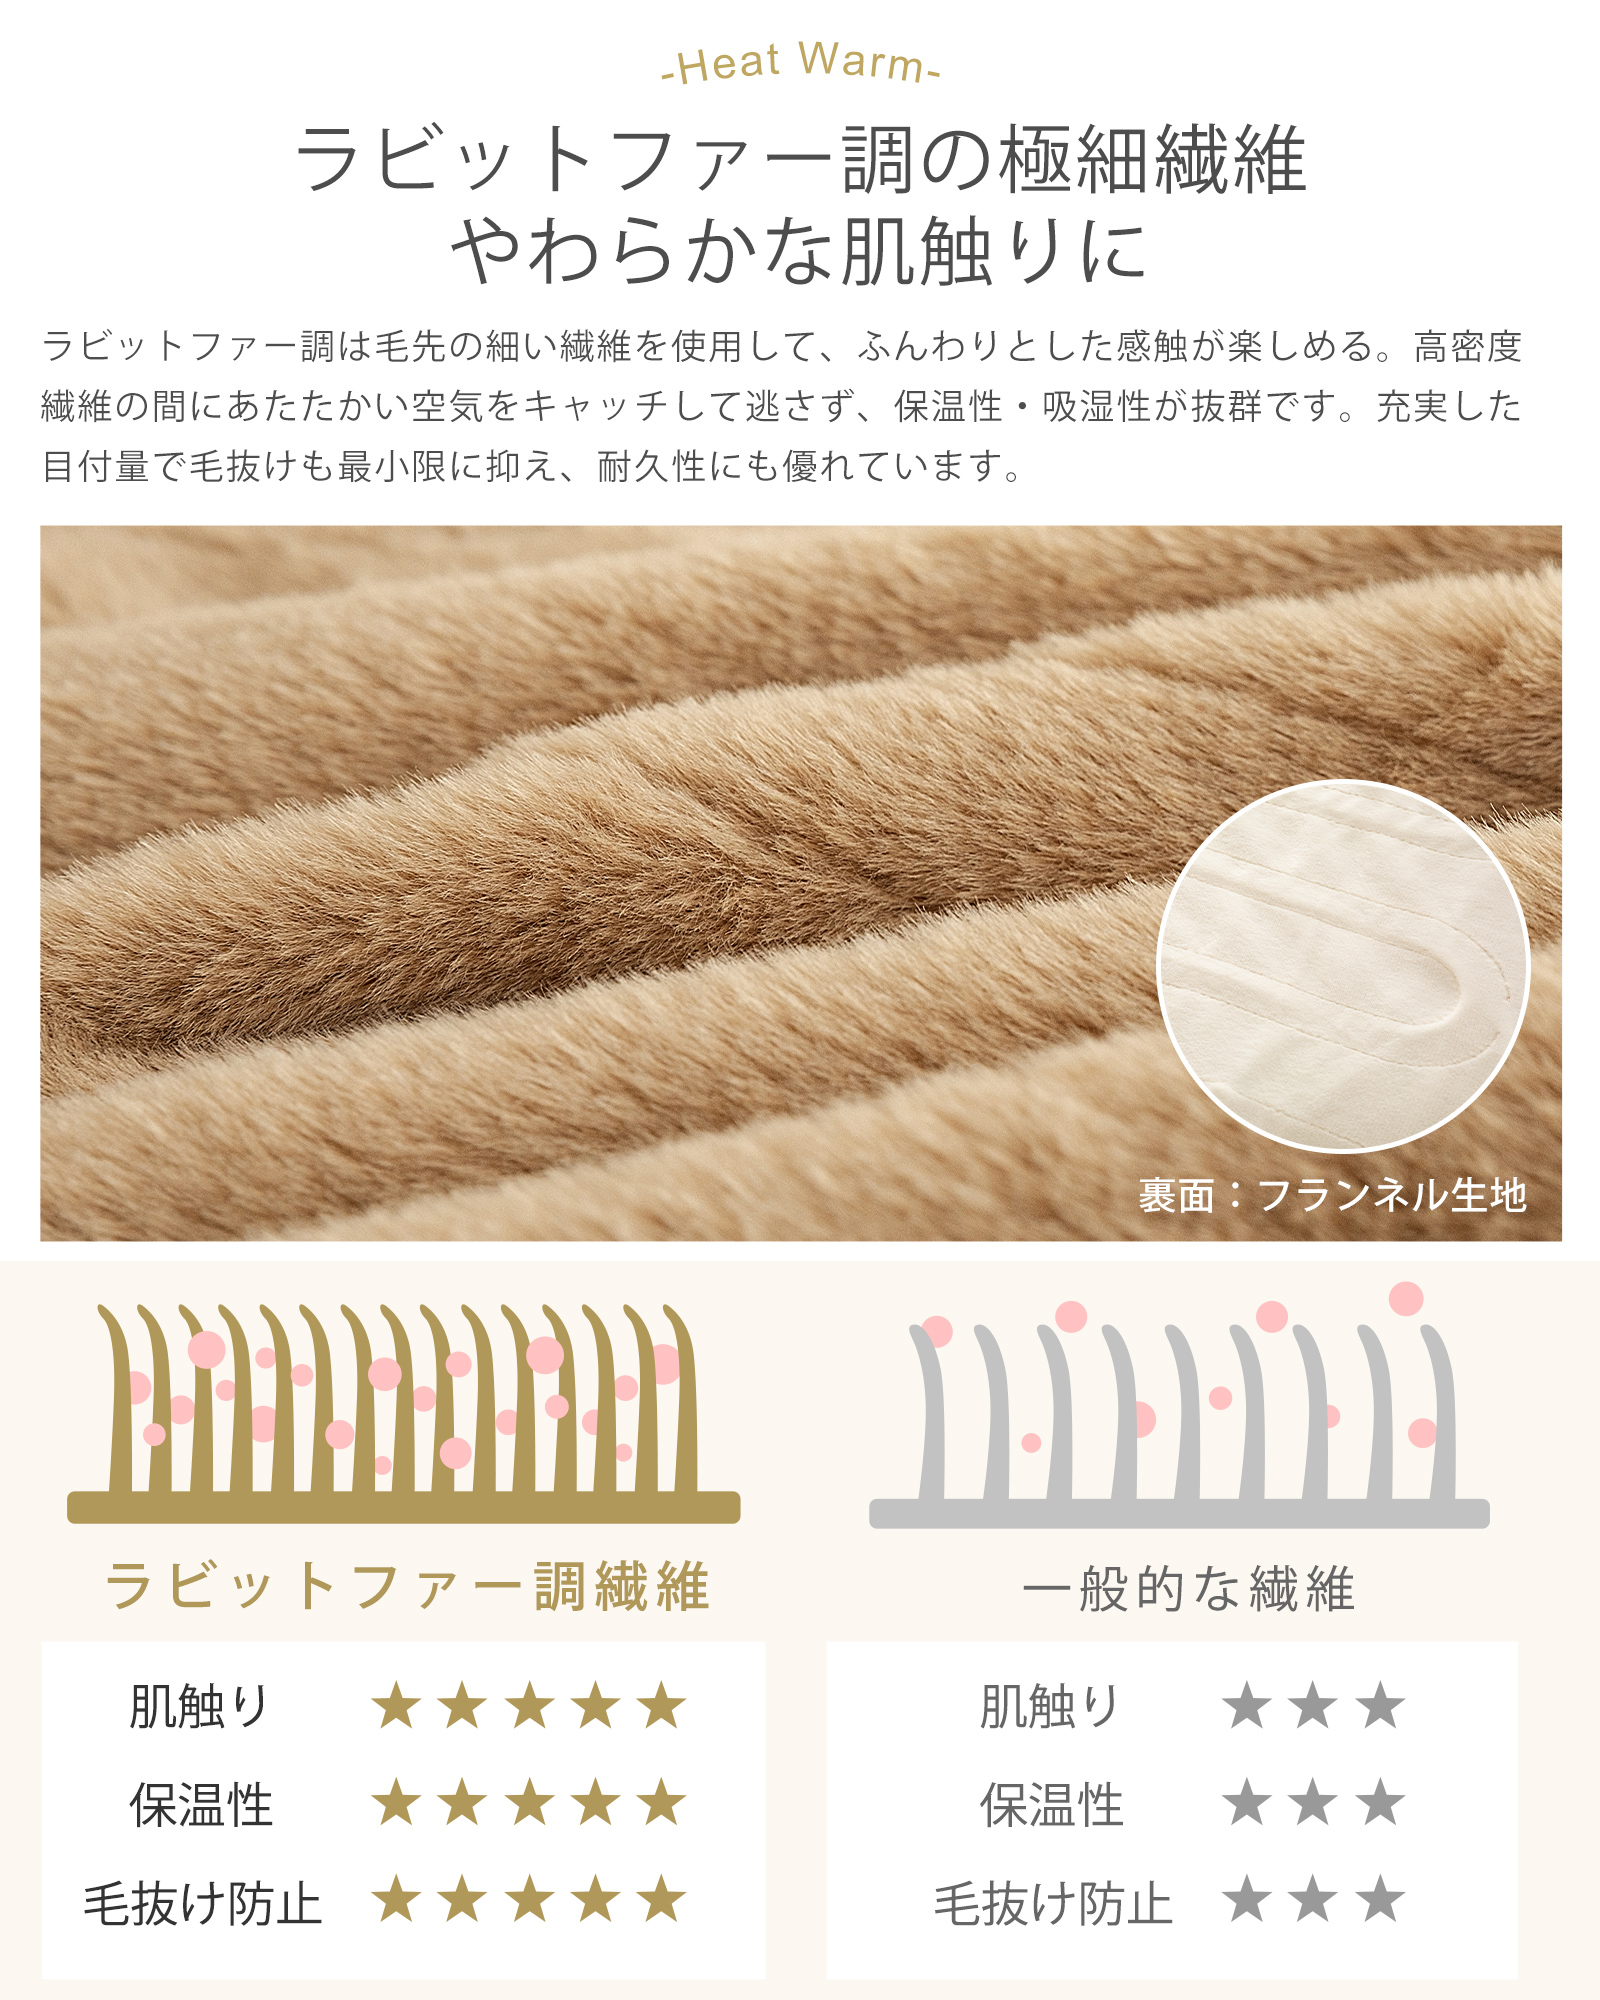 -Heat Warm-
ラビットファー調の極細繊維
やわらかな肌触りに
ラビットファー調は毛先の細い繊維を使用して、ふんわりとした感触が楽しめる。高密度
繊維の間にあたたかい空気をキャッチして逃さず、保温性・吸湿性が抜群です。充実した
目付量で毛抜けも最小限に抑え、耐久性にも優れています。
裏面：フランネル生地
ラビットファー調繊維
一般的な繊維
肌触り ★★★★★
保温性 ★★★★★
毛抜け防止 ★★★★★
肌触り ★★★
保温性 ★★★
毛抜け防止 ★★★